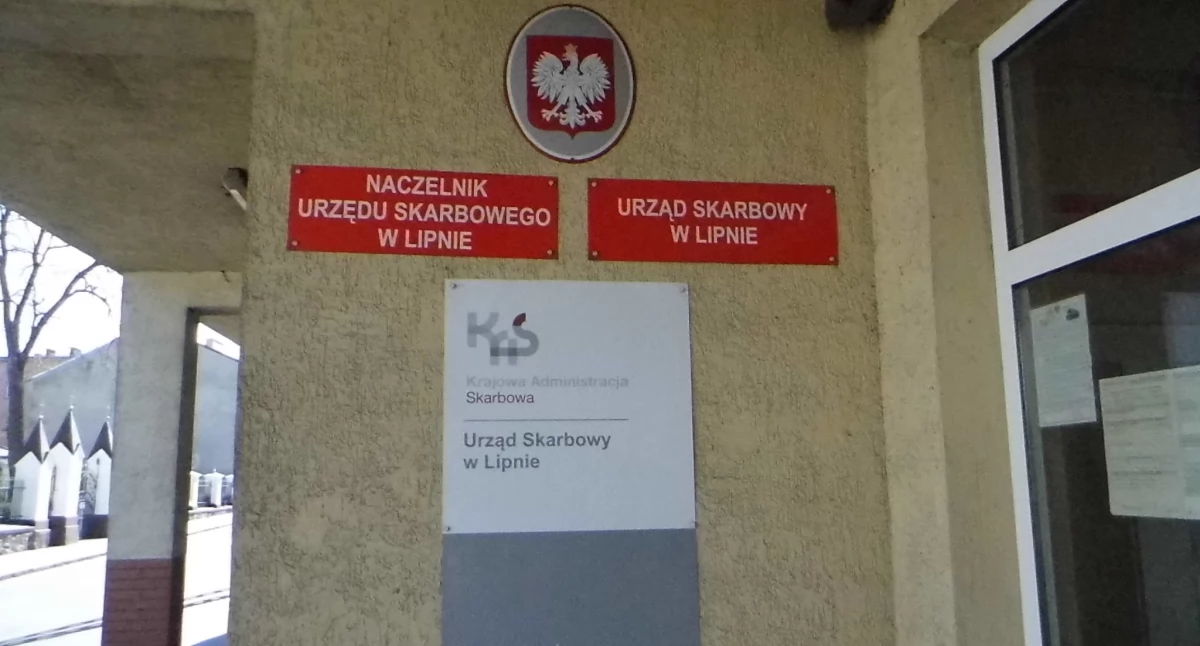 NACZELNIK
URZĘDU SKARBOWEGO
W LIPNIE
URZĄD SKARBOWY
W LIPNIE
KAS
Krajowa Administracja
Skarbowa
Urząd Skarbowy
w Lipnie